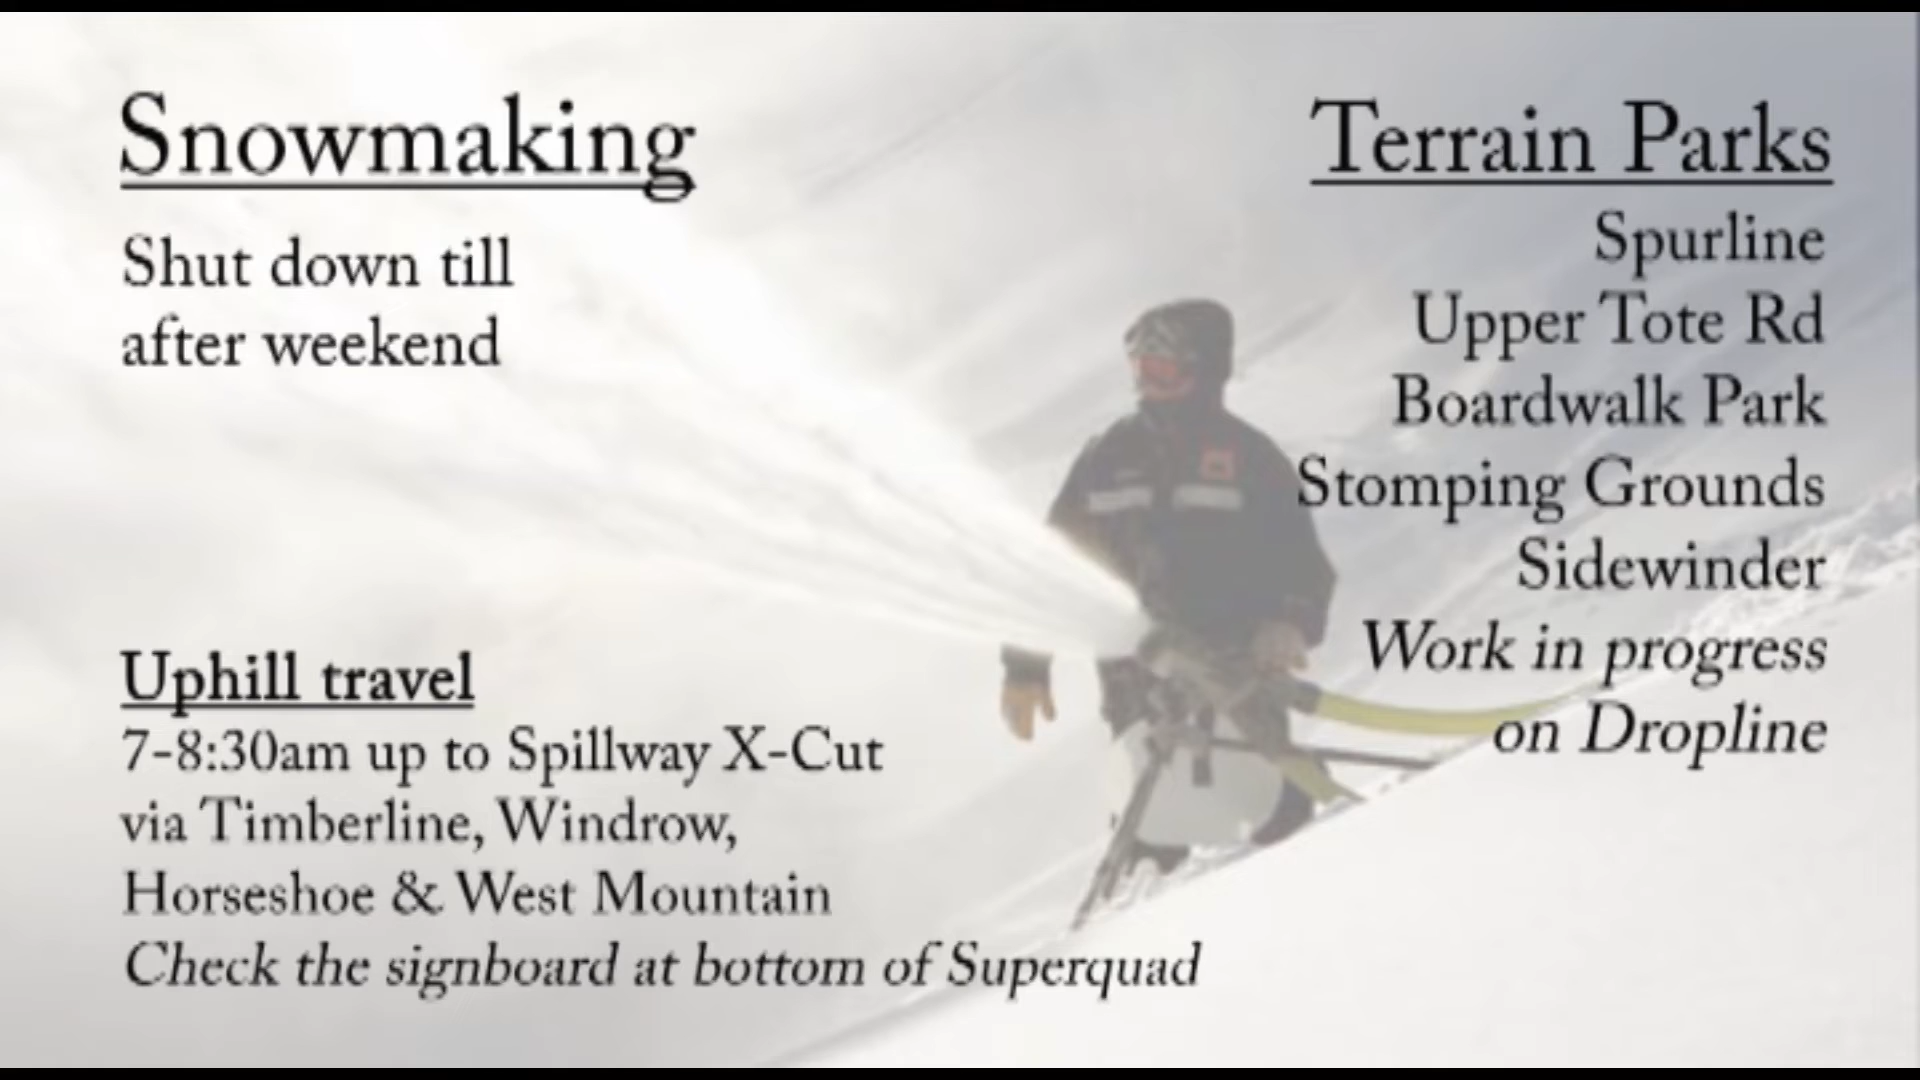 Snowmaking
Shut down till
after weekend
Uphill travel
7-8:30am up to Spillway X-Cut
via Timberline, Windrow,
Horseshoe & West Mountain
Check the signboard at bottom of Superquad
Terrain Parks
Spurline
Upper Tote Rd
Boardwalk Park
Stomping Grounds
Sidewinder
Work in progress
on Dropline